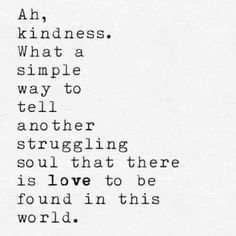 Ah,
kindness.
What a
simple
way to
tell
another
struggling
soul that there
is love to be
found in this
world.